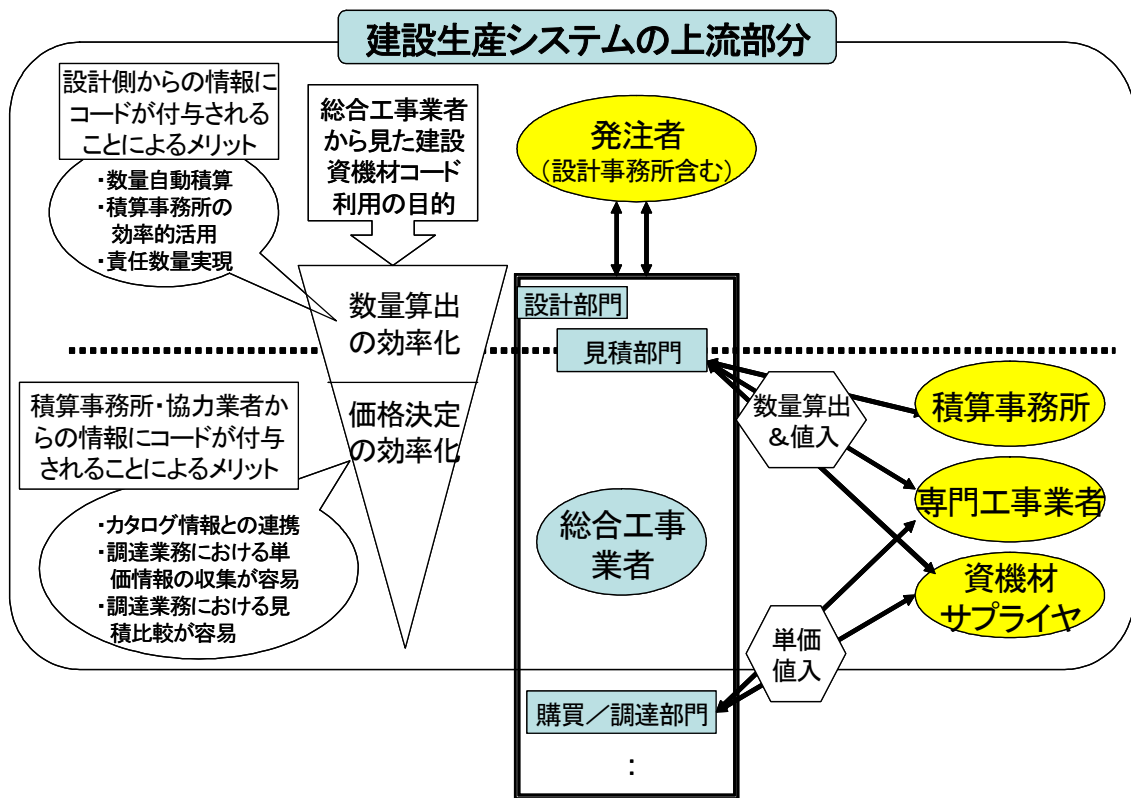 建設生産システムの上流部分
設計側からの情報に
コードが付与される
ことによるメリット
・数量自動積算
・積算事務所の
効率的活用
・責任数量実現
総合工事業者
から見た建設
資機材コード
利用の目的
発注者
（設計事務所含む）
数量算出
の効率化
設計部門
見積部門
積算事務所・協力業者か
らの情報にコードが付与
されることによるメリット
価格決定
の効率化
数量算出
&値入
積算事務所
・カタログ情報との連携
・調達業務における単
価情報の収集が容易
・調達業務における見
積比較が容易
総合工事
業者
専門工事業者
資機材
サプライヤ
単価
値入
購買／調達部門
：